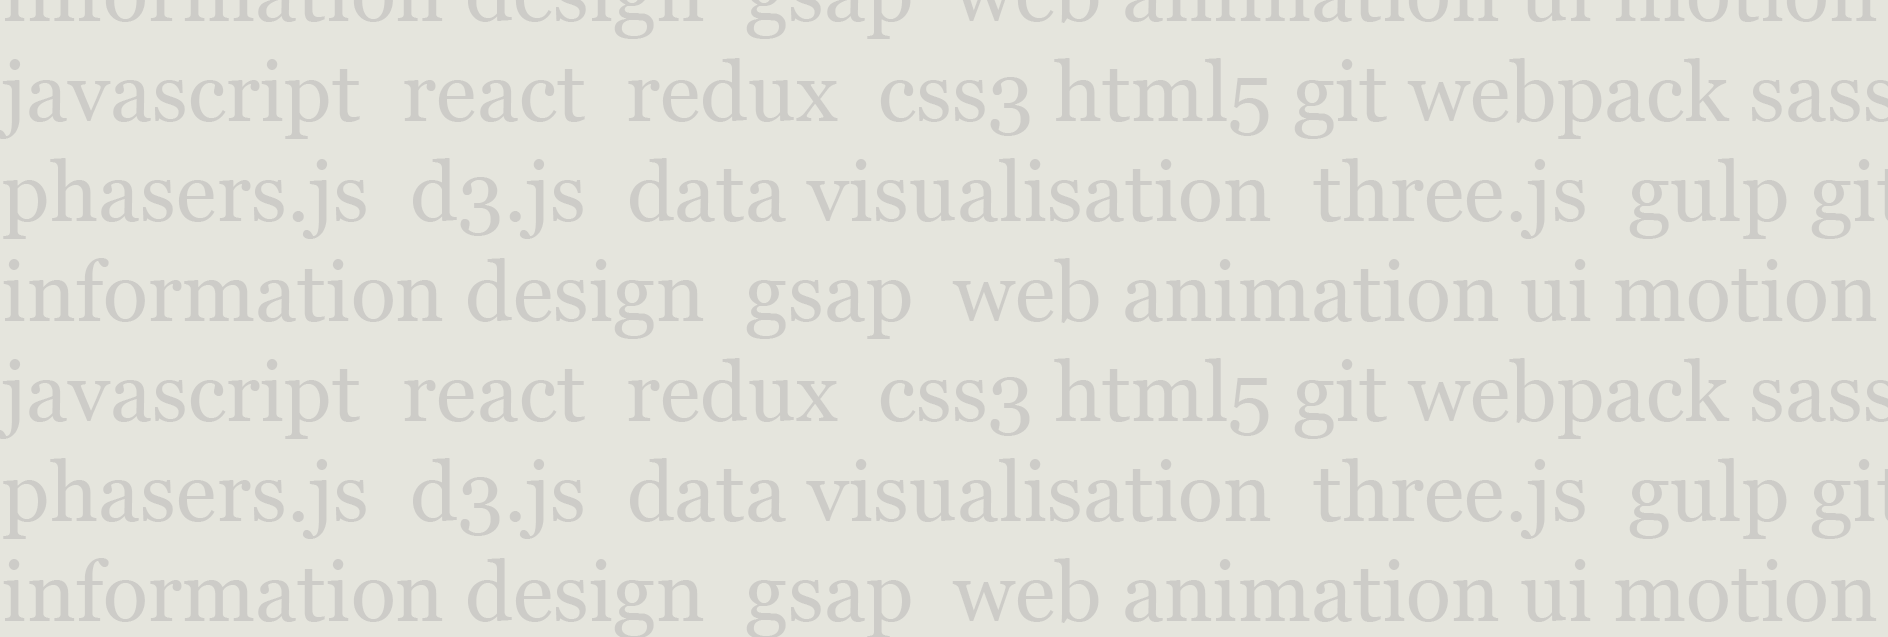 information design gsap web animation ui motion
javascript react redux css3 html5 git webpack sass
phasers.js d3.js data visualisation three.js gulp git
information design gsap web animation ui motion
javascript react redux css3 html5 git webpack sass
phasers.js d3.js data visualisation three.js gulp git
information design gsap web animation ui motion